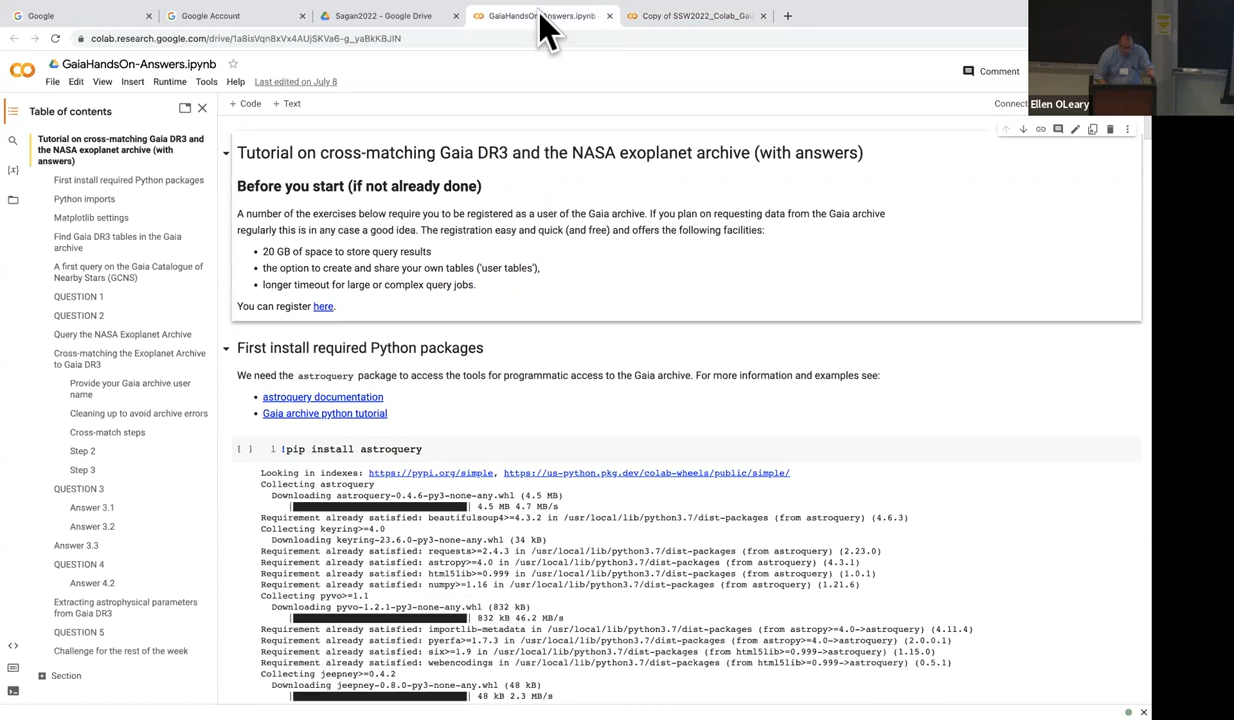 Google
Google Account
Sagan2022 - Google Drive
GaiaHandsOn-Answers.ipynb
Copy of SSW2022_Colab_Gai
colab.research.google.com/drive/1a8isVqn8xVx4AUjSKVa6-g_yaBkKBJIN
GaiaHandsOn-Answers.ipynb
File Edit View Insert Runtime Tools Help Last edited on July 8
Comment
Ellen OLeary
Table of contents
+ Code + Text
Connect
Tutorial on cross-matching Gaia DR3 and
the NASA exoplanet archive (with
answers)
First install required Python packages
Python imports
Matplotlib settings
Find Gaia DR3 tables in the Gaia
archive
A first query on the Gaia Catalogue of
Nearby Stars (GCNS)
QUESTION 1
QUESTION 2
Query the NASA Exoplanet Archive
Cross-matching the Exoplanet Archive
to Gaia DR3
Provide your Gaia archive user
name
Cleaning up to avoid archive errors
Cross-match steps
Step 2
Step 3
QUESTION 3
Answer 3.1
Answer 3.2
Answer 3.3
QUESTION 4
Answer 4.2
Extracting astrophysical parameters
from Gaia DR3
QUESTION 5
Challenge for the rest of the week
Section
Tutorial on cross-matching Gaia DR3 and the NASA exoplanet archive (with answers)
Before you start (if not already done)
A number of the exercises below require you to be registered as a user of the Gaia archive. If you plan on requesting data from the Gaia archive
regularly this is in any case a good idea. The registration easy and quick (and free) and offers the following facilities:
• 20 GB of space to store query results
• the option to create and share your own tables ('user tables'),
• longer timeout for large or complex query jobs.
You can register here.
First install required Python packages
We need the astroquery package to access the tools for programmatic access to the Gaia archive. For more information and examples see:
• astroquery documentation
• Gaia archive python tutorial
[ ] 1 !pip install astroquery
Looking in indexes: https://pypi.org/simple, https://us-python.pkg.dev/colab-wheels/public/simple/
Collecting astroquery
Downloading astroquery-0.4.6-py3-none-any.whl (4.5 MB)
| | 4.5 MB 4.7 MB/s
Requirement already satisfied: beautifulsoup4>=4.3.2 in /usr/local/lib/python3.7/dist-packages (from astroquery) (4.6.3)
Collecting keyring>=4.0
Downloading keyring-23.6.0-py3-none-any.whl (34 kB)
Requirement already satisfied: requests>=2.4.3 in /usr/local/lib/python3.7/dist-packages (from astroquery) (2.23.0)
Requirement already satisfied: astropy>=4.0 in /usr/local/lib/python3.7/dist-packages (from astroquery) (4.3.1)
Requirement already satisfied: html5lib>=0.999 in /usr/local/lib/python3.7/dist-packages (from astroquery) (1.0.1)
Requirement already satisfied: numpy>=1.16 in /usr/local/lib/python3.7/dist-packages (from astroquery) (1.21.6)
Collecting pyvo>=1.1
Downloading pyvo-1.2.1-py3-none-any.whl (832 kB)
| | 832 kB 46.2 MB/s
Requirement already satisfied: importlib-metadata in /usr/local/lib/python3.7/dist-packages (from astropy>=4.0->astroquery) (4.11.4)
Requirement already satisfied: pyerfa>=1.7.3 in /usr/local/lib/python3.7/dist-packages (from astropy>=4.0->astroquery) (2.0.0.1)
Requirement already satisfied: six>=1.9 in /usr/local/lib/python3.7/dist-packages (from html5lib>=0.999->astroquery) (1.15.0)
Requirement already satisfied: webencodings in /usr/local/lib/python3.7/dist-packages (from html5lib>=0.999->astroquery) (0.5.1)
Collecting jeepney>=0.4.2
Downloading jeepney-0.8.0-py3-none-any.whl (48 kB)
| | 48 kB 2.3 MB/s